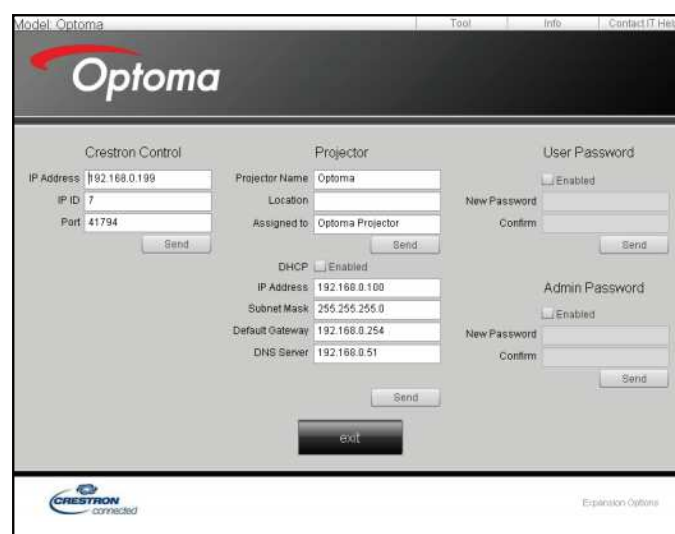 Model: Optoma
Tool Info Contact IT Hel
Optoma
Crestron Control
IP Address 192.168.0.199
IP ID 7
Port 41794
Send
Projector
Projector Name Optoma
Location
Assigned to Optoma Projector
Send
DHCP Enabled
IP Address 192.168.0.100
Subnet Mask 255.255.255.0
Default Gateway 192.168.0.254
DNS Server 192.168.0.51
Send
User Password
Enabled
New Password
Confirm
Send
Admin Password
Enabled
New Password
Confirm
Send
exit
CRESTRON
connected
Expansion Options